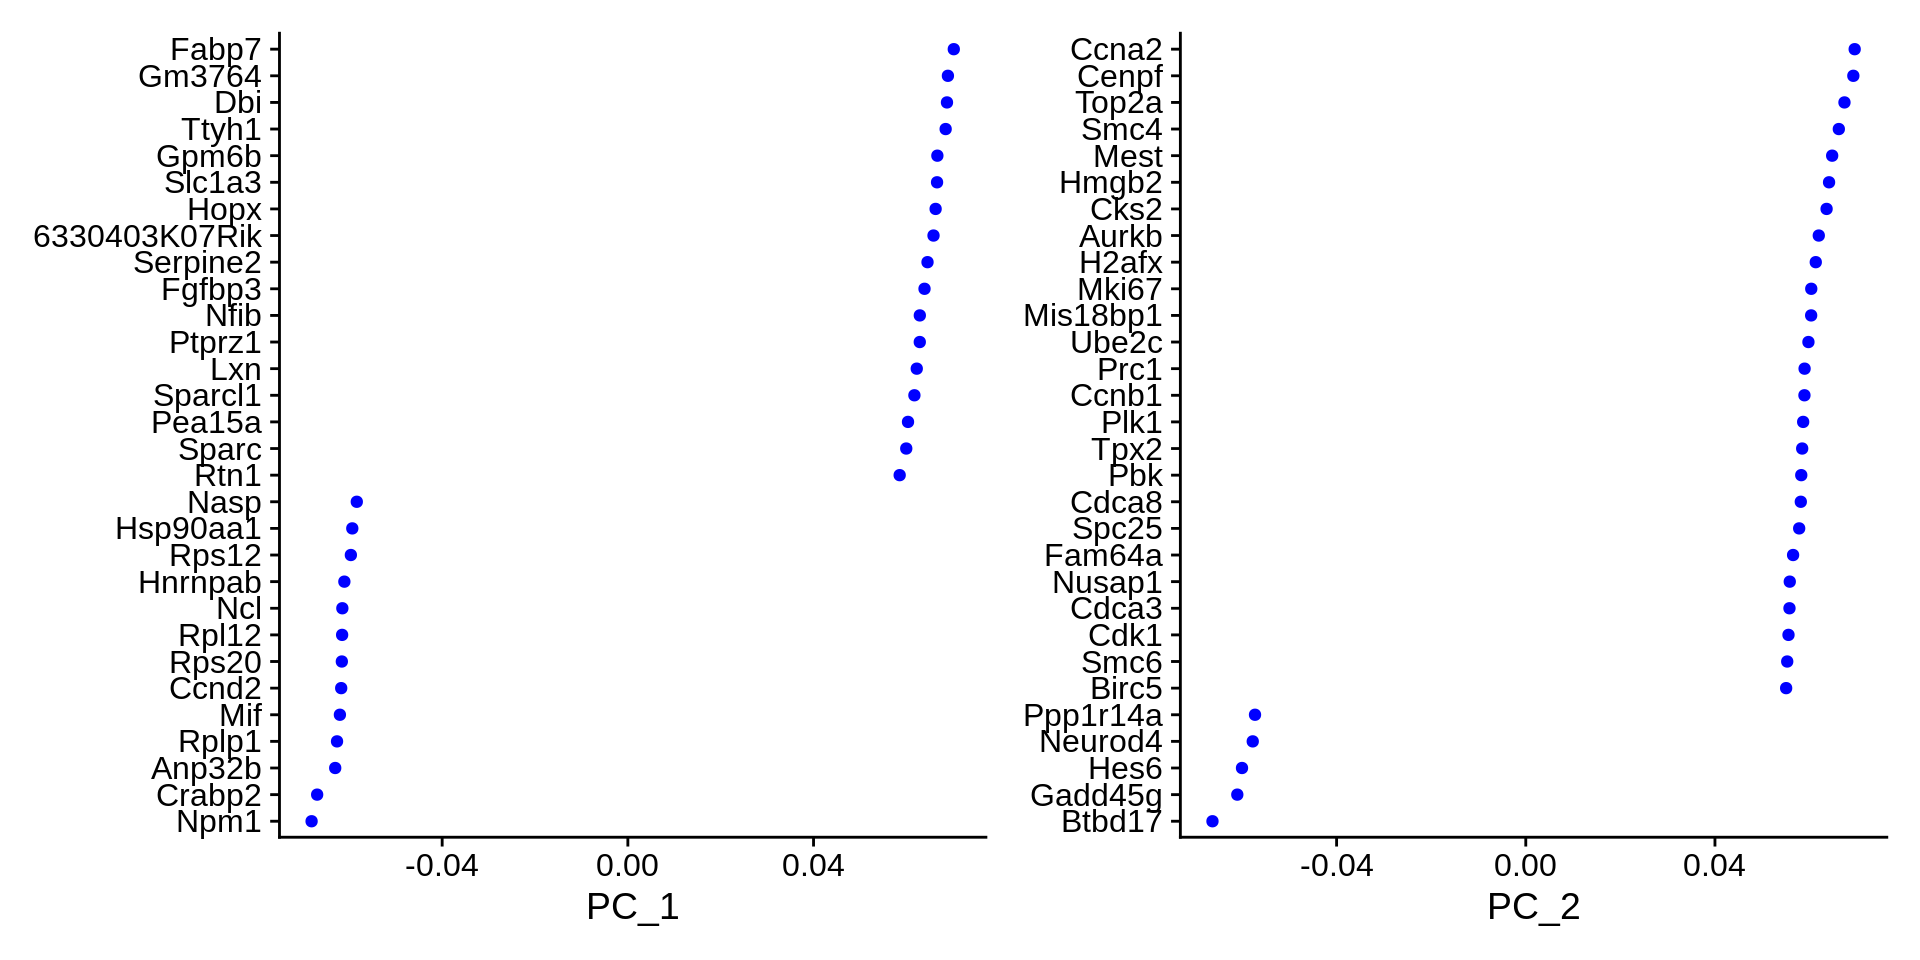 Fabp7
Gm3764
Dbi
Ttyh1
Gpm6b
Slc1a3
Hopx
6330403K07Rik
Serpine2
Fgfbp3
Nfib
Ptprz1
Lxn
Sparcl1
Pea15a
Sparc
Rtn1
Nasp
Hsp90aa1
Rps12
Hnrnpab
Ncl
Rpl12
Rps20
Ccnd2
Mif
Rplp1
Anp32b
Crabp2
Npm1
-0.04 0.00 0.04
PC_1
Ccna2
Cenpf
Top2a
Smc4
Mest
Hmgb2
Cks2
Aurkb
H2afx
Mki67
Mis18bp1
Ube2c
Prc1
Ccnb1
Plk1
Tpx2
Pbk
Cdca8
Spc25
Fam64a
Nusap1
Cdca3
Cdk1
Smc6
Birc5
Ppp1r14a
Neurod4
Hes6
Gadd45g
Btbd17
-0.04 0.00 0.04
PC_2